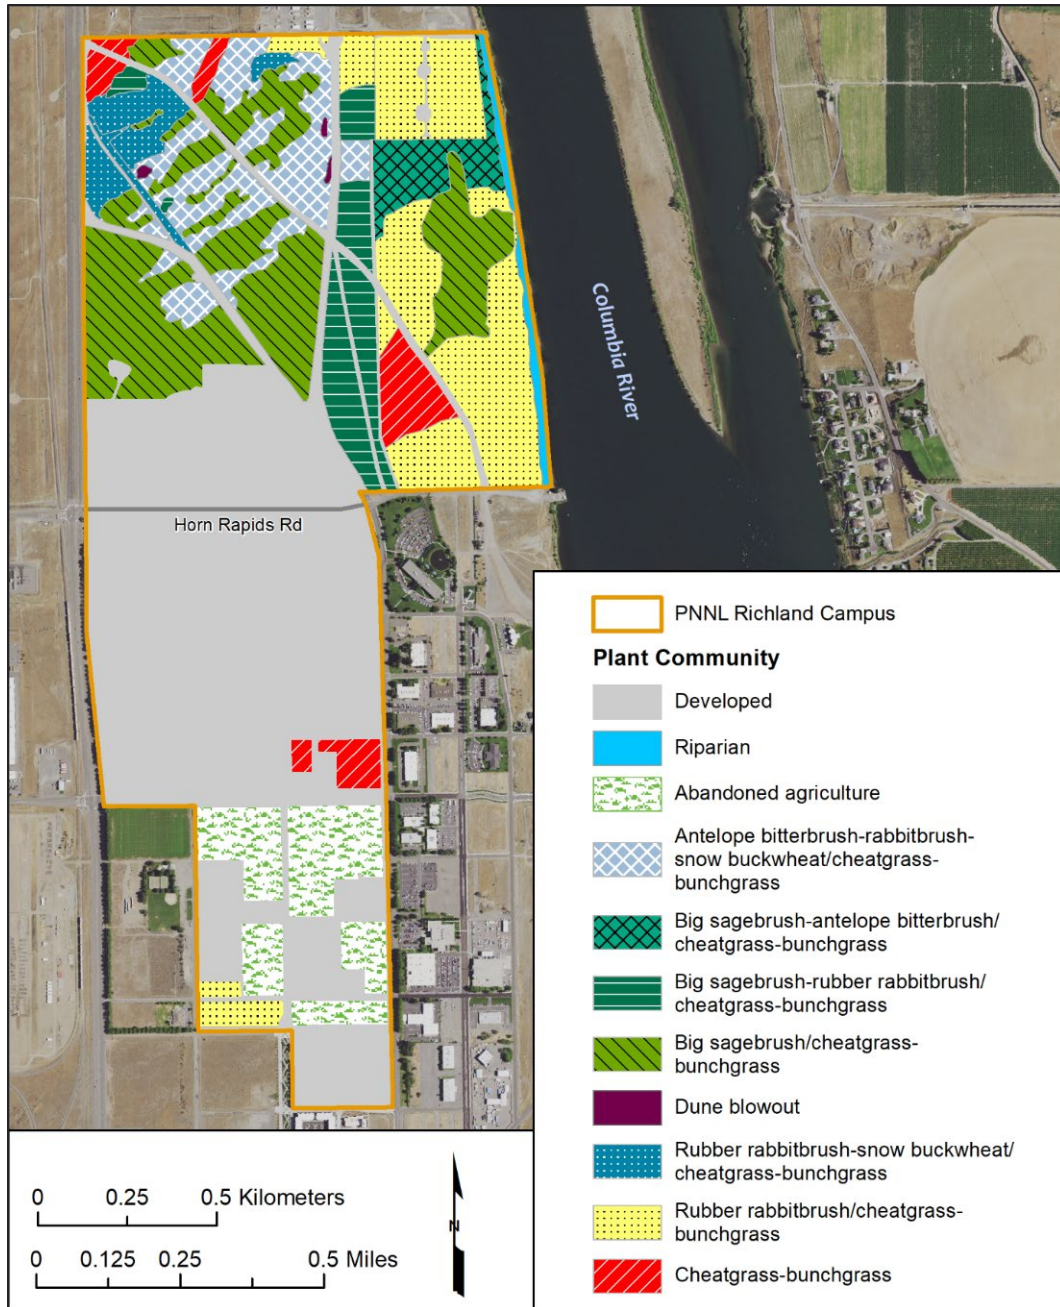 Columbia River
Horn Rapids Rd
PNNL Richland Campus
Plant Community
Developed
Riparian
Abandoned agriculture
Antelope bitterbrush-rabbitbrush-
snow buckwheat/cheatgrass-
bunchgrass
Big sagebrush-antelope bitterbrush/
cheatgrass-bunchgrass
Big sagebrush-rubber rabbitbrush/
cheatgrass-bunchgrass
Big sagebrush/cheatgrass-
bunchgrass
Dune blowout
Rubber rabbitbrush-snow buckwheat/
cheatgrass-bunchgrass
Rubber rabbitbrush/cheatgrass-
bunchgrass
Cheatgrass-bunchgrass
0 0.25 0.5 Kilometers
0 0.125 0.25 0.5 Miles
N